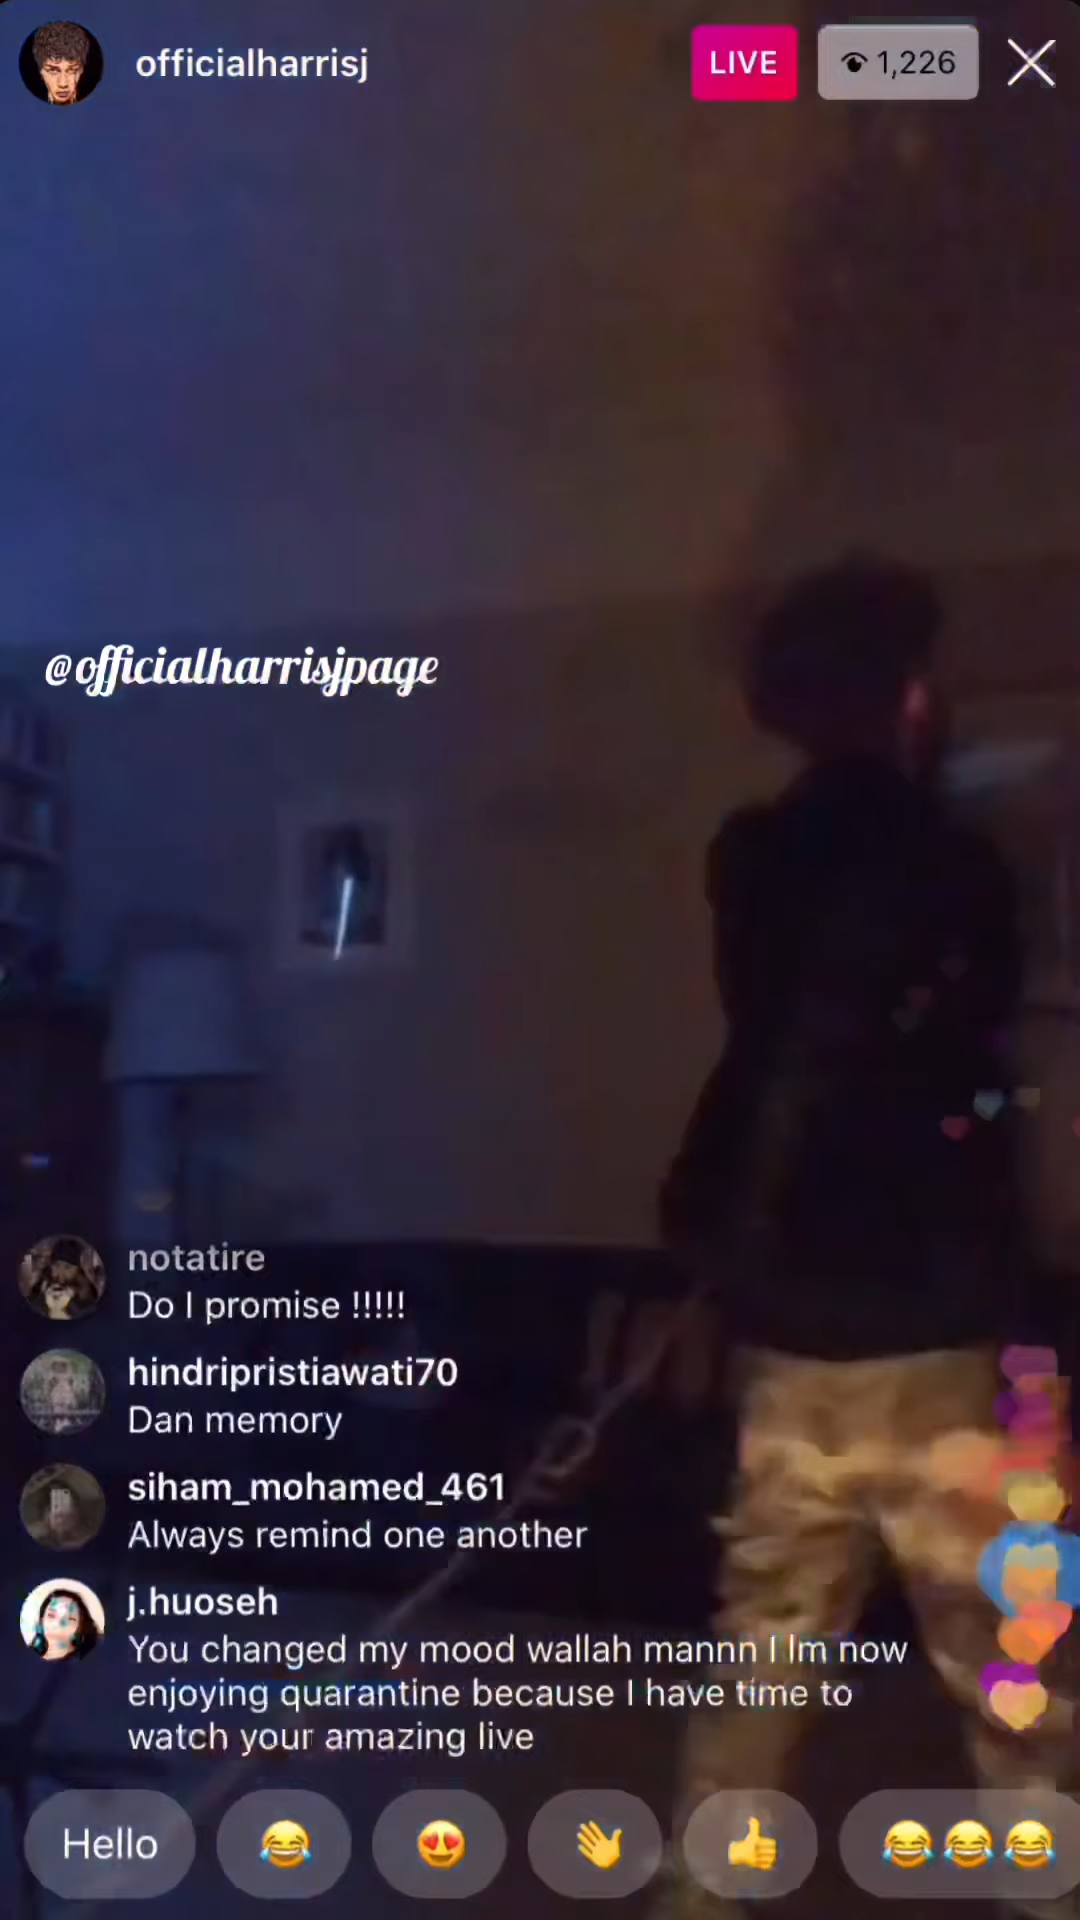 officialharrisj
LIVE
1,226
@officialharrisjpage
notatire
Do I promise !!!!!
hindripristiawati70
Dan memory
siham_mohamed_461
Always remind one another
j.huoseh
You changed my mood wallah mannn I Im now
enjoying quarantine because I have time to
watch your amazing live
Hello